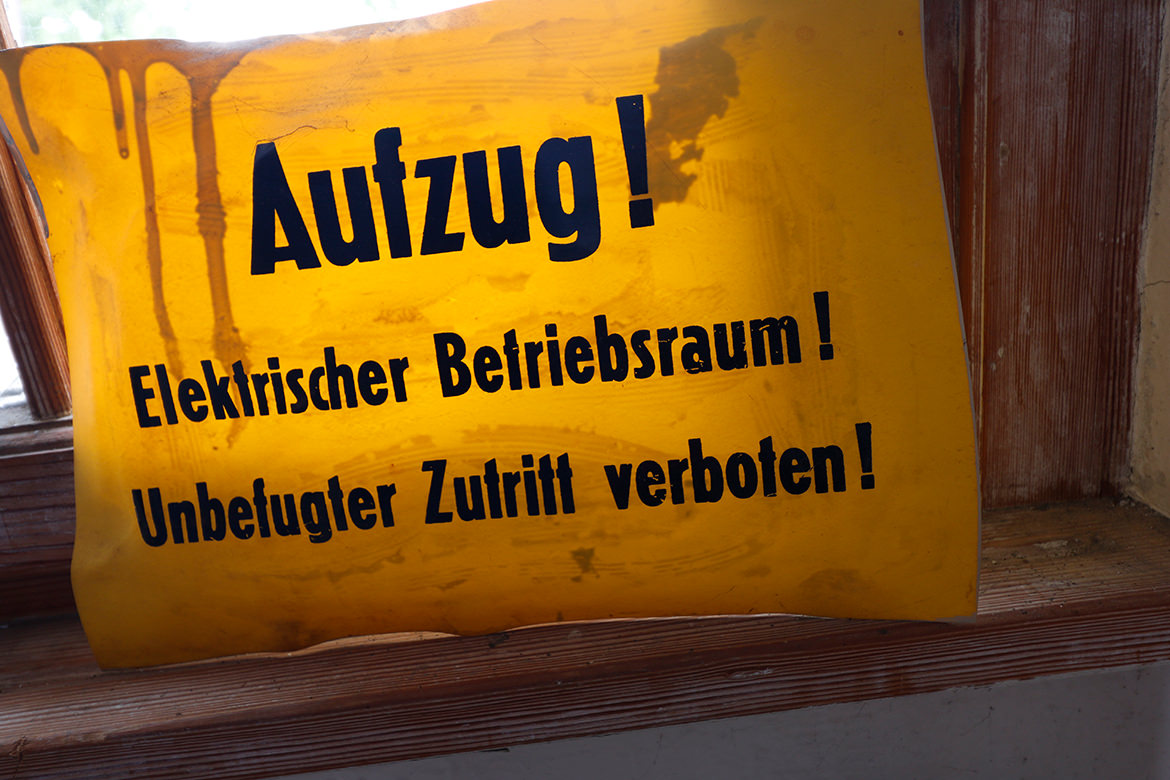 Aufzug!
Elektrischer Betriebsraum!
Unbefugter Zutritt verboten!